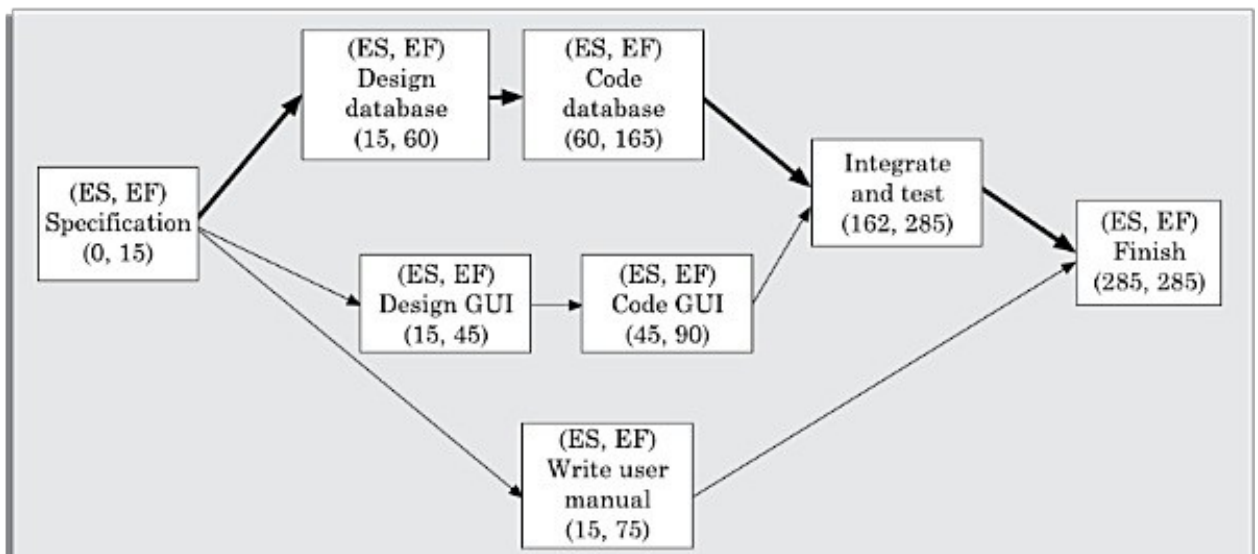 (ES, EF)
Specification
(0, 15)
(ES, EF)
Design
database
(15, 60)
(ES, EF)
Code
database
(60, 165)
(ES, EF)
Design GUI
(15, 45)
(ES, EF)
Code GUI
(45, 90)
(ES, EF)
Write user
manual
(15, 75)
Integrate
and test
(162, 285)
(ES, EF)
Finish
(285, 285)